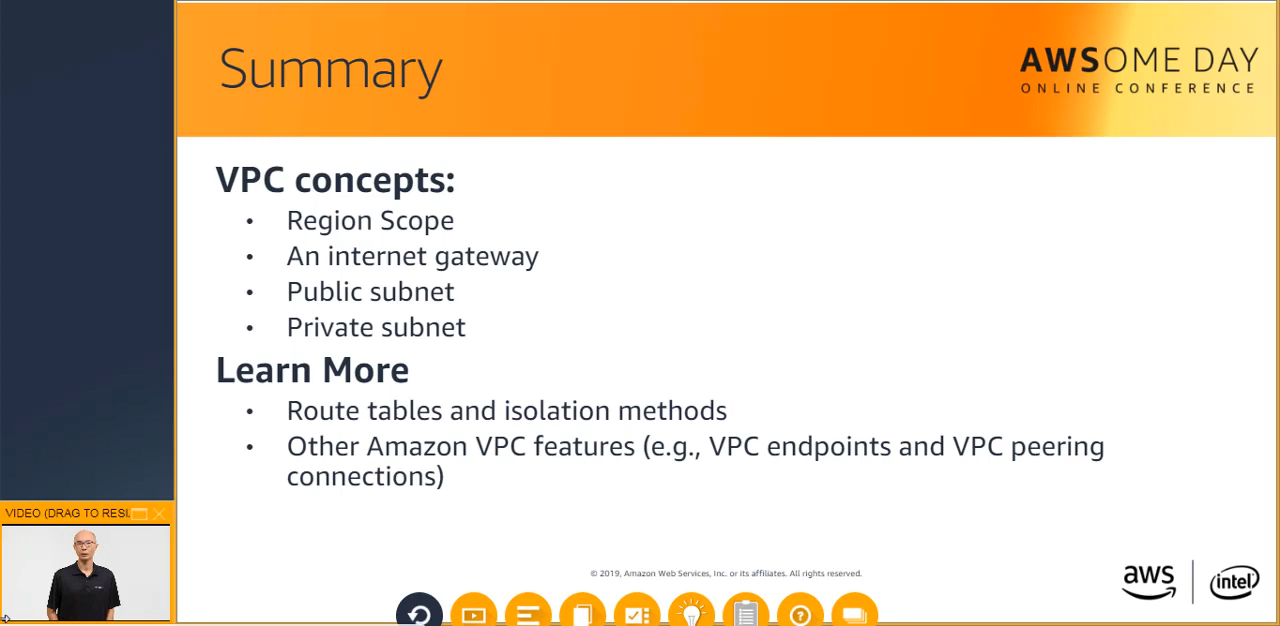 Summary
AWSOME DAY
ONLINE CONFERENCE
VPC concepts:
• Region Scope
• An internet gateway
• Public subnet
• Private subnet
Learn More
• Route tables and isolation methods
• Other Amazon VPC features (e.g., VPC endpoints and VPC peering
connections)
VIDEO (DRAG TO RESI
© 2019, Amazon Web Services, Inc. or its affiliates. All rights reserved.
aws
intel